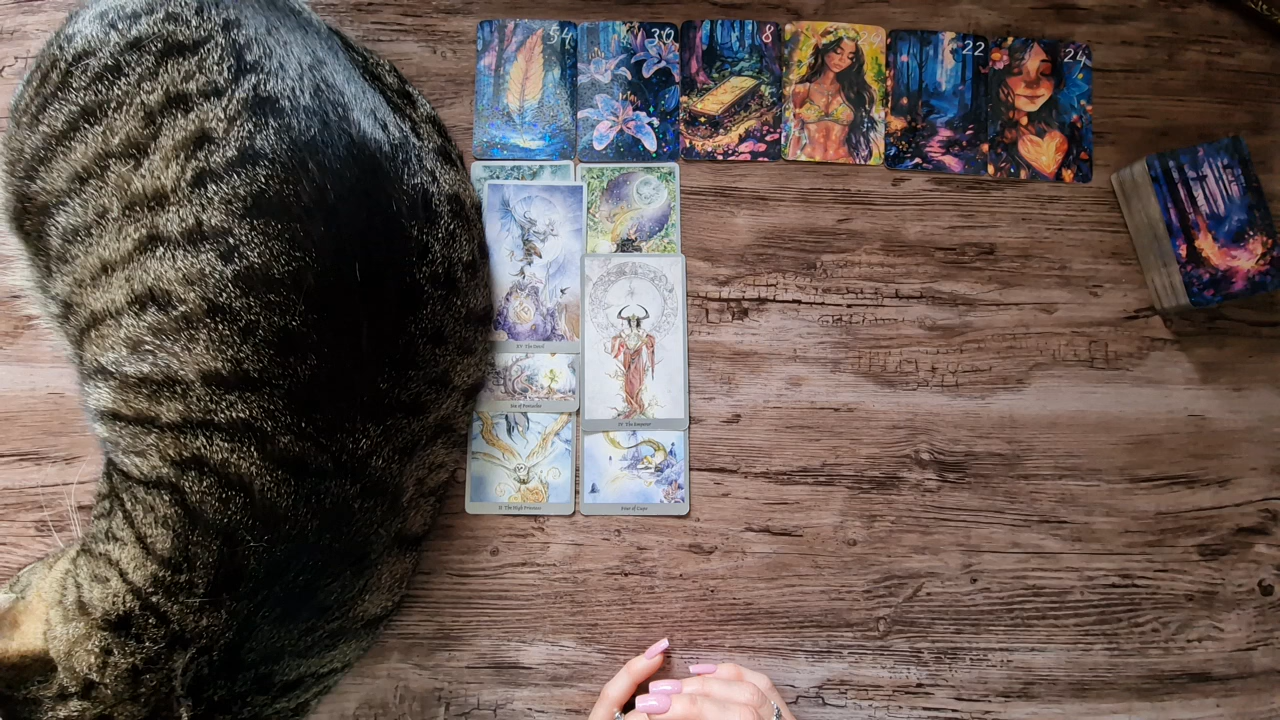 54
30
8
29
22
24
XV The Devil
Six of Pentacles
IV The Emperor
II The High Priestess
Four of Cups